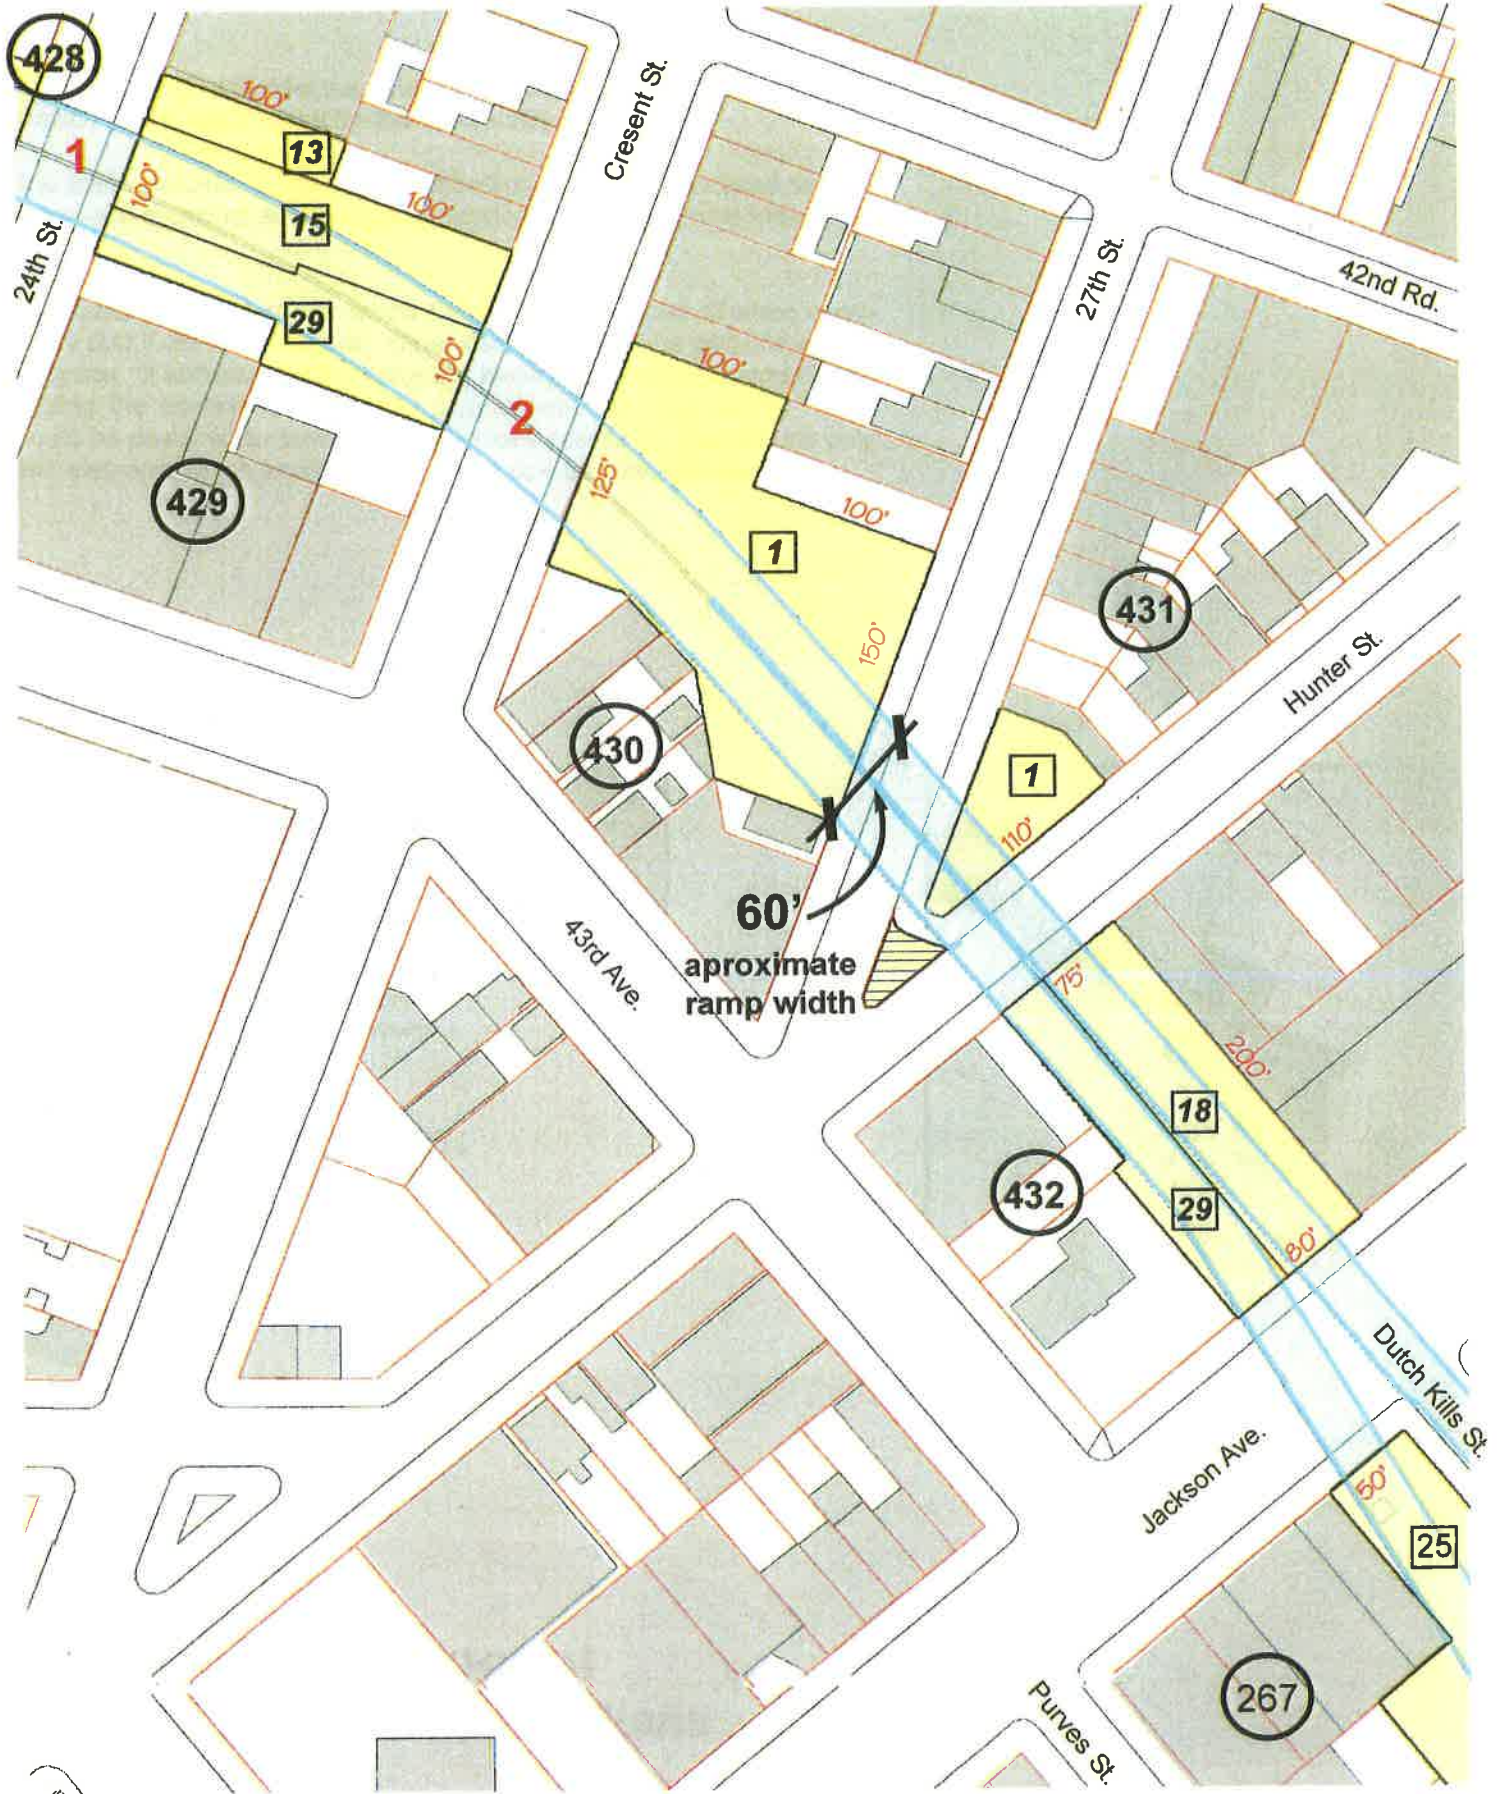 428
100'
Cresent St.
13
1
100'
100'
15
24th St.
27th St.
42nd Rd.
29
100'
100'
2
125'
429
100'
1
431
150'
Hunter St.
430
1
110'
60'
aproximate
ramp width
43rd Ave.
75'
200'
18
432
29
80'
Dutch Kills St.
Jackson Ave.
50'
25
267
Purves St.